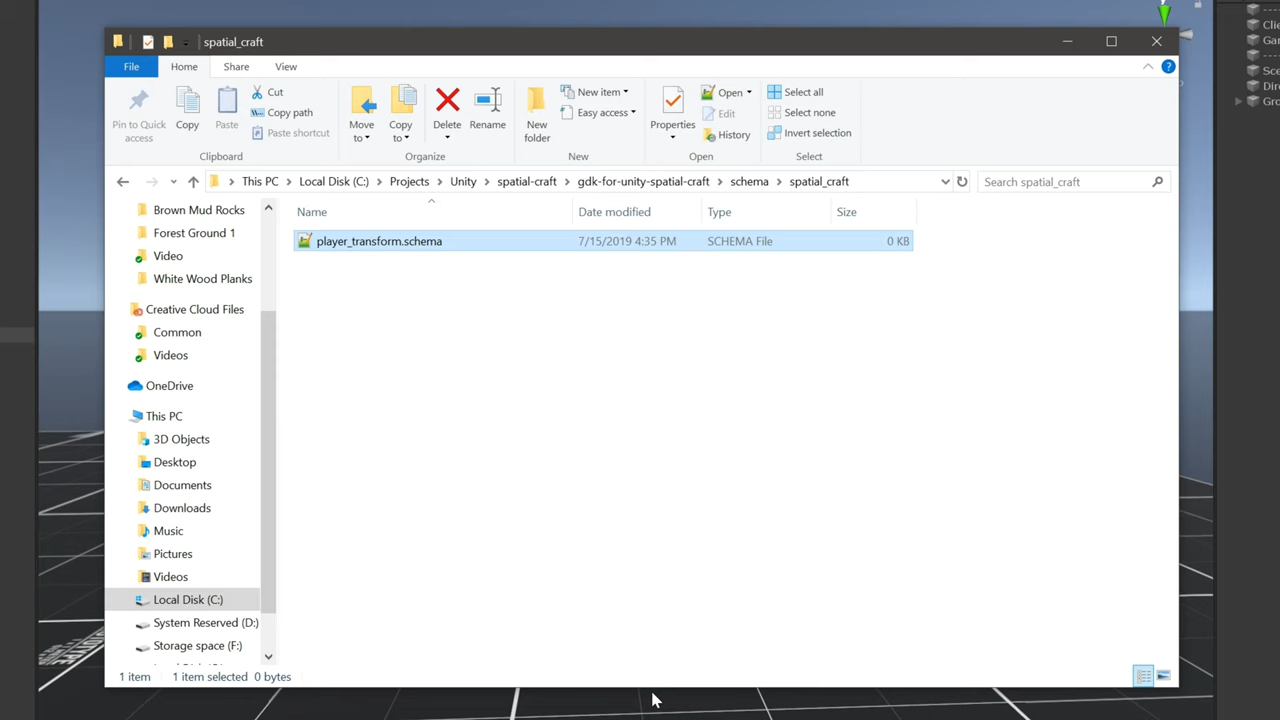 spatial_craft
File Home Share View
Pin to Quick access
Copy
Paste
Cut
Copy path
Paste shortcut
Clipboard
Move to
Copy to
Delete
Rename
Organize
New folder
New item
Easy access
New
Properties
Open
Edit
History
Open
Select all
Select none
Invert selection
Select
This PC > Local Disk (C:) > Projects > Unity > spatial-craft > gdk-for-unity-spatial-craft > schema > spatial_craft
Search spatial_craft
Name Date modified Type Size
player_transform.schema 7/15/2019 4:35 PM SCHEMA File 0 KB
Brown Mud Rocks
Forest Ground 1
Video
White Wood Planks
Creative Cloud Files
Common
Videos
OneDrive
This PC
3D Objects
Desktop
Documents
Downloads
Music
Pictures
Videos
Local Disk (C:)
System Reserved (D:)
Storage space (F:)
1 item 1 item selected 0 bytes